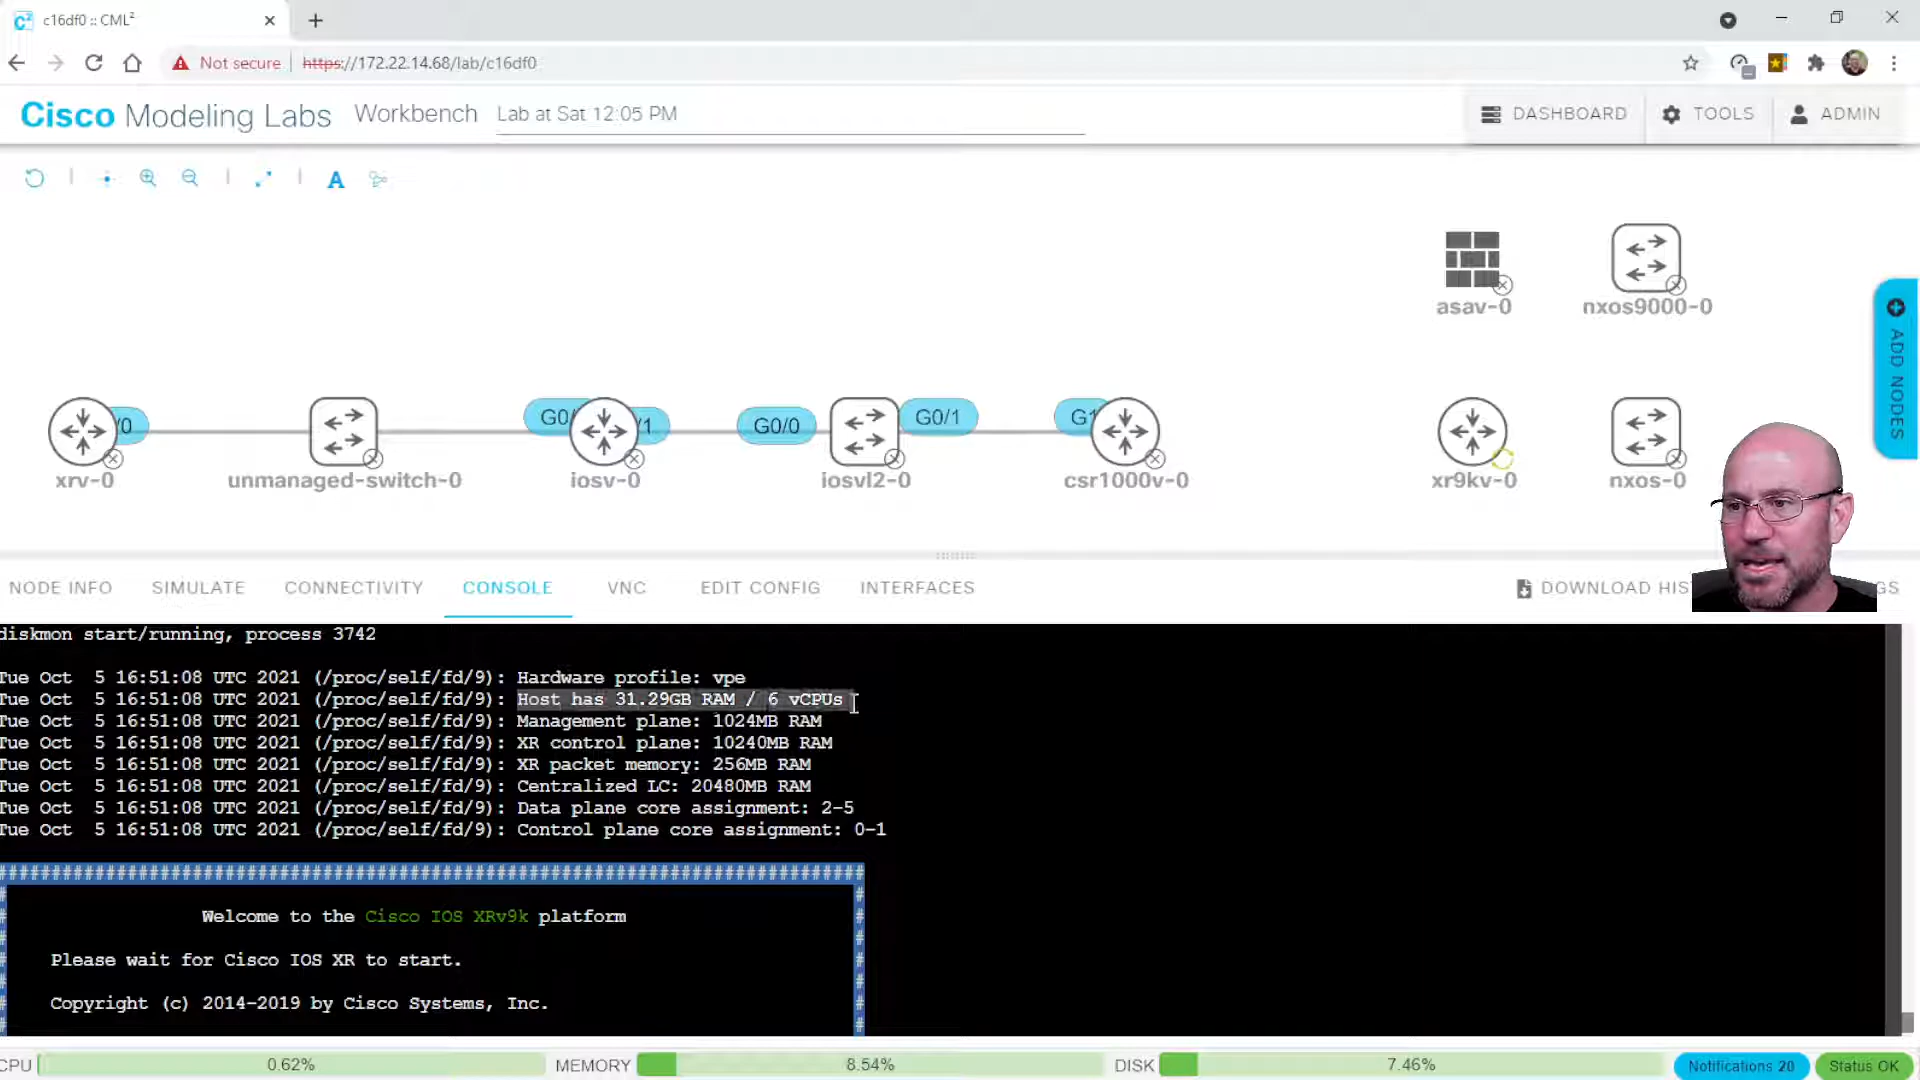 c16df0 :: CML²
Not secure
https://172.22.14.68/lab/c16df0
Cisco Modeling Labs
Workbench
Lab at Sat 12:05 PM
DASHBOARD
TOOLS
ADMIN
A
asav-0
nxos9000-0
ADD NODES
/0
G0/
/1
G0/0
G0/1
G1
xrv-0
unmanaged-switch-0
iosv-0
iosvl2-0
csr1000v-0
xr9kv-0
nxos-0
NODE INFO
SIMULATE
CONNECTIVITY
CONSOLE
VNC
EDIT CONFIG
INTERFACES
DOWNLOAD HIS
GS
diskmon start/running, process 3742
Tue Oct  5 16:51:08 UTC 2021 (/proc/self/fd/9): Hardware profile: vpe
Tue Oct  5 16:51:08 UTC 2021 (/proc/self/fd/9): Host has 31.29GB RAM / 6 vCPUs
Tue Oct  5 16:51:08 UTC 2021 (/proc/self/fd/9): Management plane: 1024MB RAM
Tue Oct  5 16:51:08 UTC 2021 (/proc/self/fd/9): XR control plane: 10240MB RAM
Tue Oct  5 16:51:08 UTC 2021 (/proc/self/fd/9): XR packet memory: 256MB RAM
Tue Oct  5 16:51:08 UTC 2021 (/proc/self/fd/9): Centralized LC: 20480MB RAM
Tue Oct  5 16:51:08 UTC 2021 (/proc/self/fd/9): Data plane core assignment: 2-5
Tue Oct  5 16:51:08 UTC 2021 (/proc/self/fd/9): Control plane core assignment: 0-1
################################################################################
# Welcome to the Cisco IOS XRv9k platform #
# Please wait for Cisco IOS XR to start. #
# Copyright (c) 2014-2019 by Cisco Systems, Inc. #
CPU 0.62%
MEMORY 8.54%
DISK 7.46%
Notifications 20
Status OK